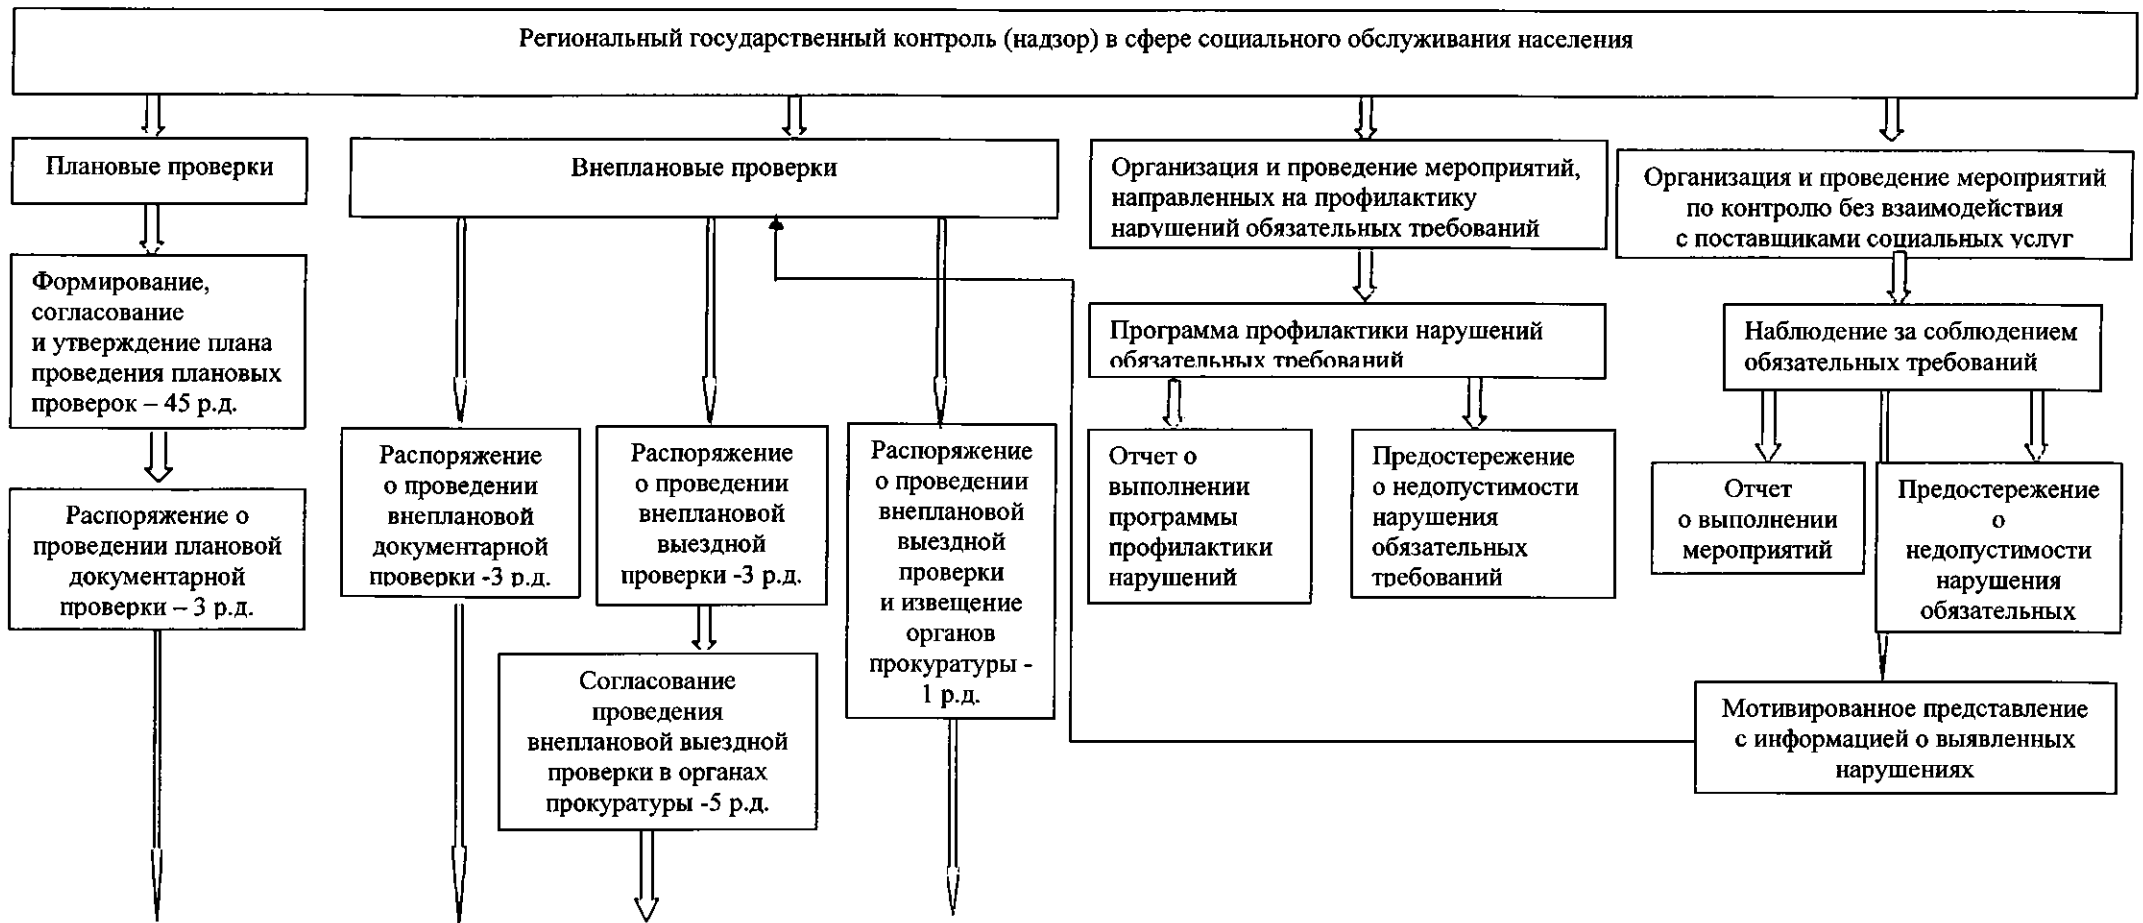 Региональный государственный контроль (надзор) в сфере социального обслуживания населения
Плановые проверки
Внеплановые проверки
Организация и проведение мероприятий,
направленных на профилактику
нарушений обязательных требований
Организация и проведение мероприятий
по контролю без взаимодействия
с поставщиками социальных услуг
Формирование,
согласование
и утверждение плана
проведения плановых
проверок – 45 р.д.
Программа профилактики нарушений
обязательных требований
Наблюдение за соблюдением
обязательных требований
Распоряжение о
проведении плановой
документарной
проверки – 3 р.д.
Распоряжение
о проведении
внеплановой
документарной
проверки -3 р.д.
Распоряжение
о проведении
внеплановой
выездной
проверки -3 р.д.
Распоряжение
о проведении
внеплановой
выездной
проверки
и извещение
органов
прокуратуры -
1 р.д.
Отчет о
выполнении
программы
профилактики
нарушений
Предостережение
о недопустимости
нарушения
обязательных
требований
Отчет
о выполнении
мероприятий
Предостережение
о
недопустимости
нарушения
обязательных
Согласование
проведения
внеплановой выездной
проверки в органах
прокуратуры -5 р.д.
Мотивированное представление
с информацией о выявленных
нарушениях